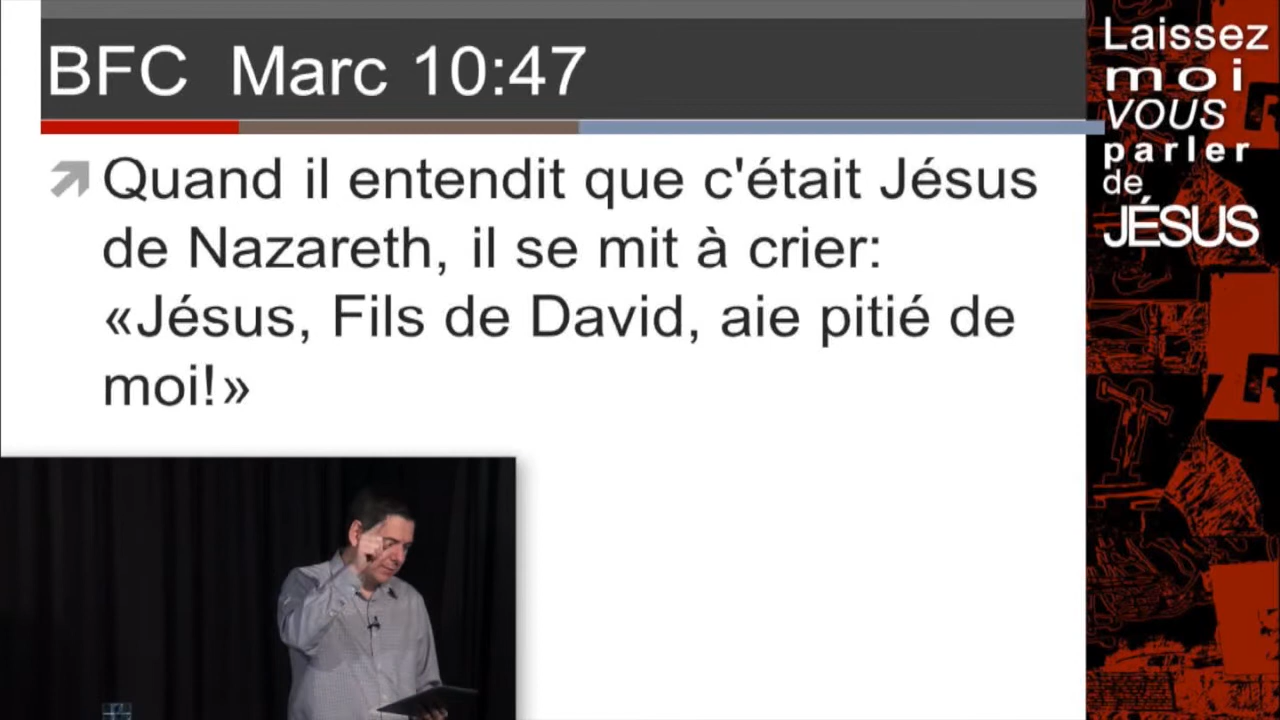 BFC Marc 10:47
Quand il entendit que c'était Jésus
de Nazareth, il se mit à crier:
«Jésus, Fils de David, aie pitié de
moi!»
Laissez
moi
VOUS
parler
de
JÉSUS